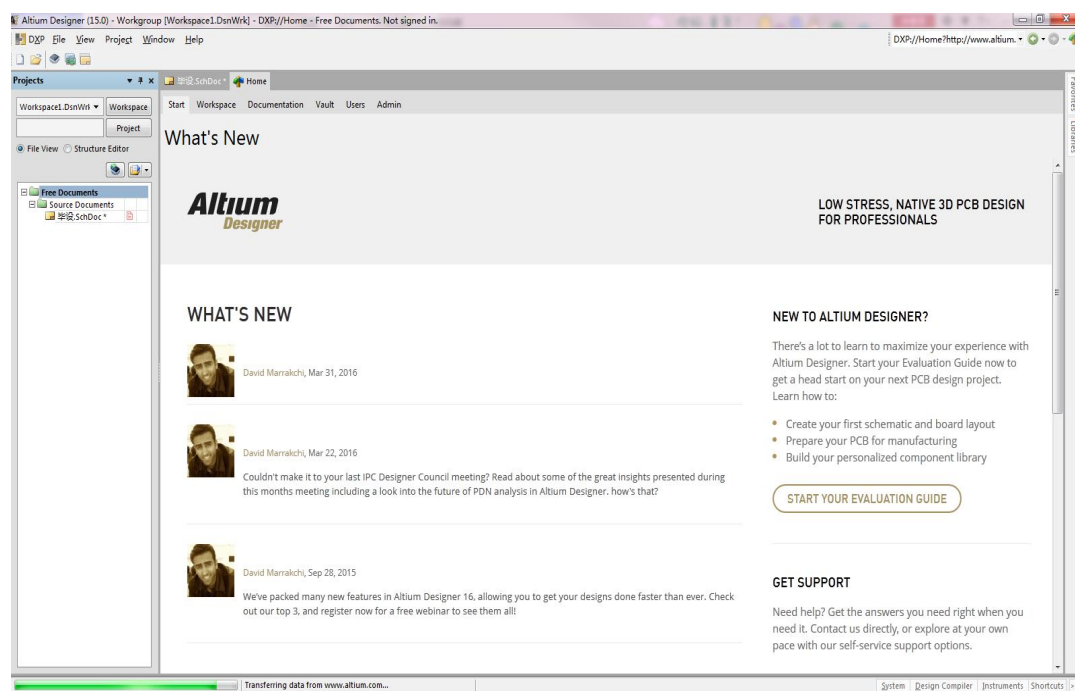 Altium Designer (15.0) - Workgroup [Workspace1.DsnWrk] - DXP://Home - Free Documents. Not signed in.
DXP File View Project Window Help
DXP://Home?http://www.altium.
Projects
毕设.SchDoc * Home
Workspace1.DsnWrk Workspace
Project
File View Structure Editor
Free Documents
Source Documents
毕设.SchDoc *
Start Workspace Documentation Vault Users Admin
What's New
Altium
Designer
LOW STRESS, NATIVE 3D PCB DESIGN
FOR PROFESSIONALS
WHAT'S NEW
David Marrakchi, Mar 31, 2016
David Marrakchi, Mar 22, 2016
Couldn't make it to your last IPC Designer Council meeting? Read about some of the great insights presented during
this months meeting including a look into the future of PDN analysis in Altium Designer. how's that?
David Marrakchi, Sep 28, 2015
We've packed many new features in Altium Designer 16, allowing you to get your designs done faster than ever. Check
out our top 3, and register now for a free webinar to see them all!
NEW TO ALTIUM DESIGNER?
There's a lot to learn to maximize your experience with
Altium Designer. Start your Evaluation Guide now to
get a head start on your next PCB design project.
Learn how to:
Create your first schematic and board layout
Prepare your PCB for manufacturing
Build your personalized component library
START YOUR EVALUATION GUIDE
GET SUPPORT
Need help? Get the answers you need right when you
need it. Contact us directly, or explore at your own
pace with our self-service support options.
Favorites
Libraries
Transferring data from www.altium.com...
System Design Compiler Instruments Shortcuts